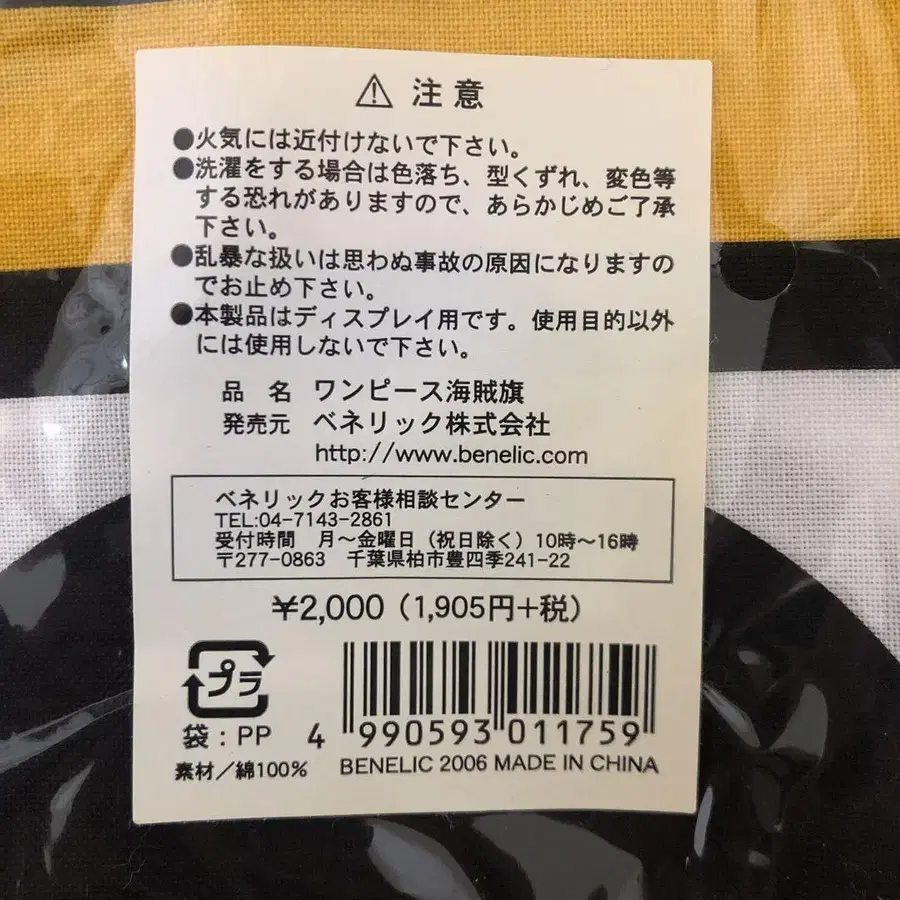 ⚠ 注意
●火気には近付けないで下さい。
●洗濯をする場合は色落ち、型くずれ、変色等
する恐れがありますので、あらかじめご了承
下さい。
●乱暴な扱いは思わぬ事故の原因になりますの
でお止め下さい。
●本製品はディスプレイ用です。使用目的以外
には使用しないで下さい。
品 名 ワンピース海賊旗
発売元 ベネリック株式会社
http://www.benelic.com
ベネリックお客様相談センター
TEL:04-7143-2861
受付時間 月〜金曜日（祝日除く）10時〜16時
〒277-0863 千葉県柏市豊四季241-22
¥2,000（1,905円+税）
プラ
袋：PP
4 990593 011759
素材／綿100%
BENELIC 2006 MADE IN CHINA